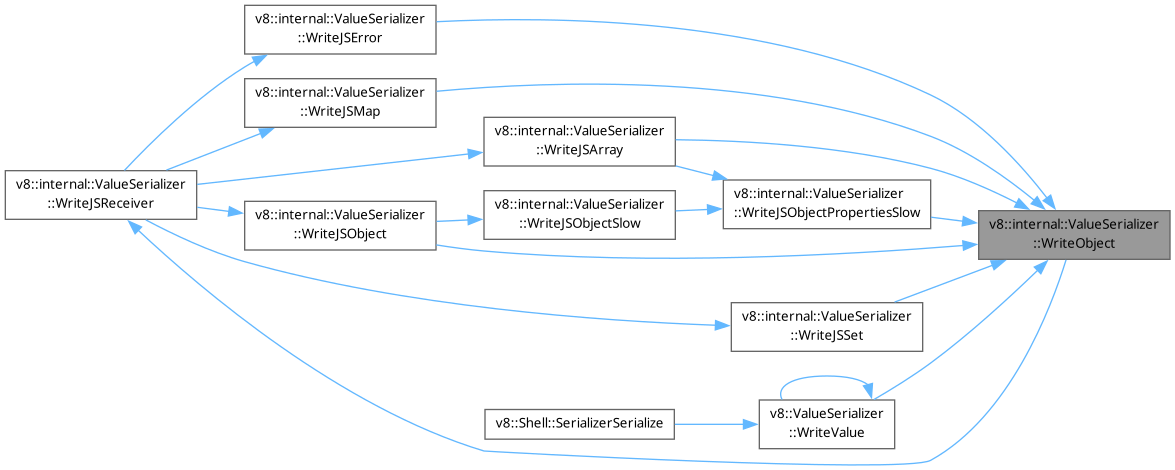 v8::internal::ValueSerializer
::WriteJSError
v8::internal::ValueSerializer
::WriteJSMap
v8::internal::ValueSerializer
::WriteJSArray
v8::internal::ValueSerializer
::WriteJSReceiver
v8::internal::ValueSerializer
::WriteJSObjectPropertiesSlow
v8::internal::ValueSerializer
::WriteJSObjectSlow
v8::internal::ValueSerializer
::WriteJSObject
v8::internal::ValueSerializer
::WriteObject
v8::internal::ValueSerializer
::WriteJSSet
v8::Shell::SerializerSerialize
v8::ValueSerializer
::WriteValue